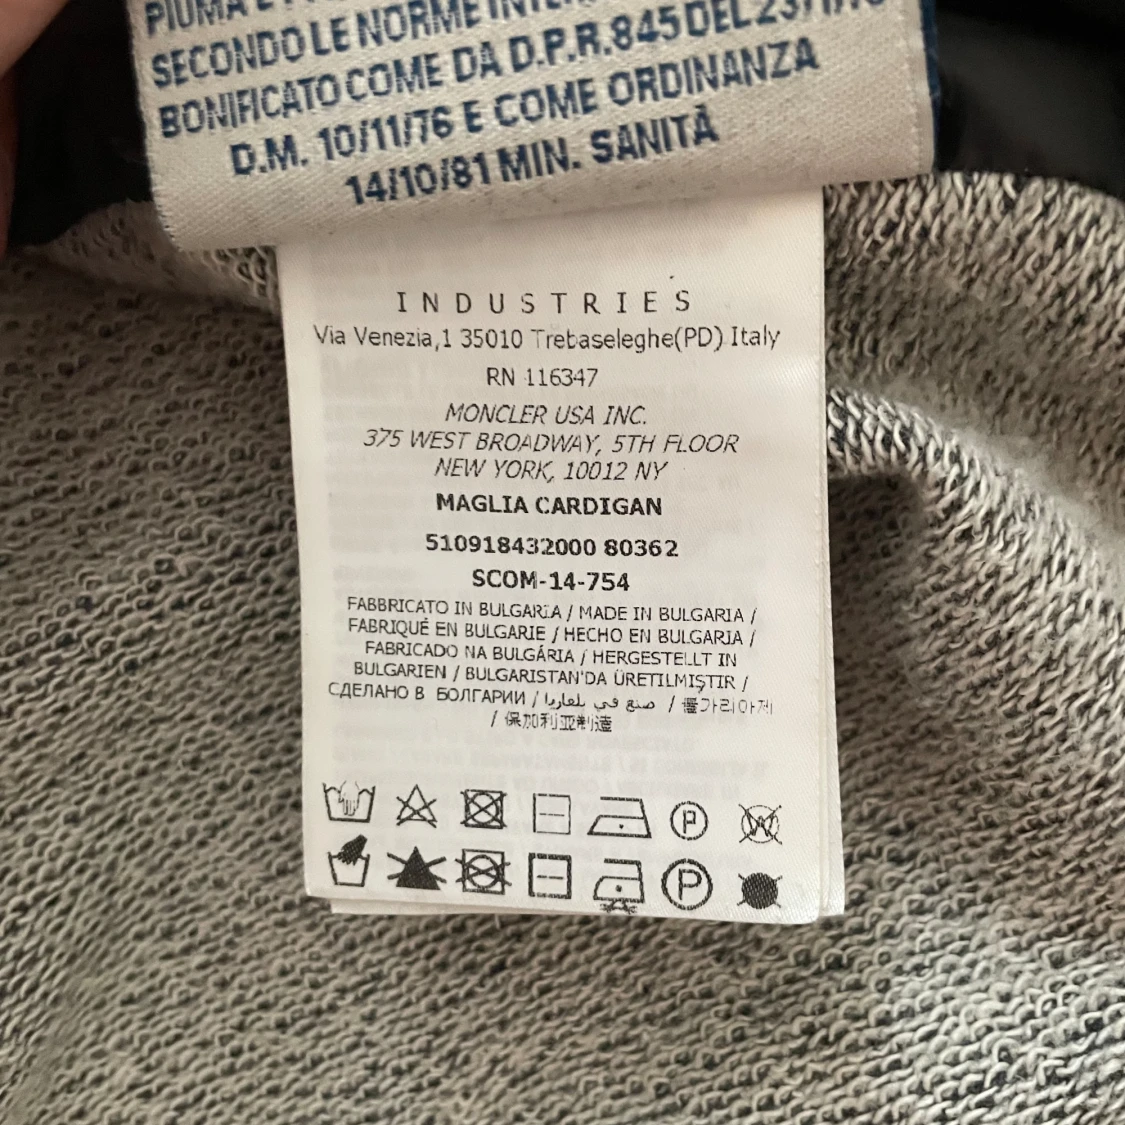 SECONDO LE NORME
BONIFICATO COME DA D.P.R.845 DEL
D.M. 10/11/76 E COME ORDINANZA
14/10/81 MIN. SANITÀ
INDUSTRIES
Via Venezia,1 35010 Trebaseleghe(PD) Italy
RN 116347
MONCLER USA INC.
375 WEST BROADWAY, 5TH FLOOR
NEW YORK, 10012 NY
MAGLIA CARDIGAN
510918432000 80362
SCOM-14-754
FABBRICATO IN BULGARIA / MADE IN BULGARIA /
FABRIQUÉ EN BULGARIE / HECHO EN BULGARIA /
FABRICADO NA BULGÁRIA / HERGESTELLT IN
BULGARIEN / BULGARISTAN'DA ÜRETILMIŞTIR /
СДЕЛАНО В БОЛГАРИИ / صنع في بلغاريا /
/ 保加利亚制造
P W
P